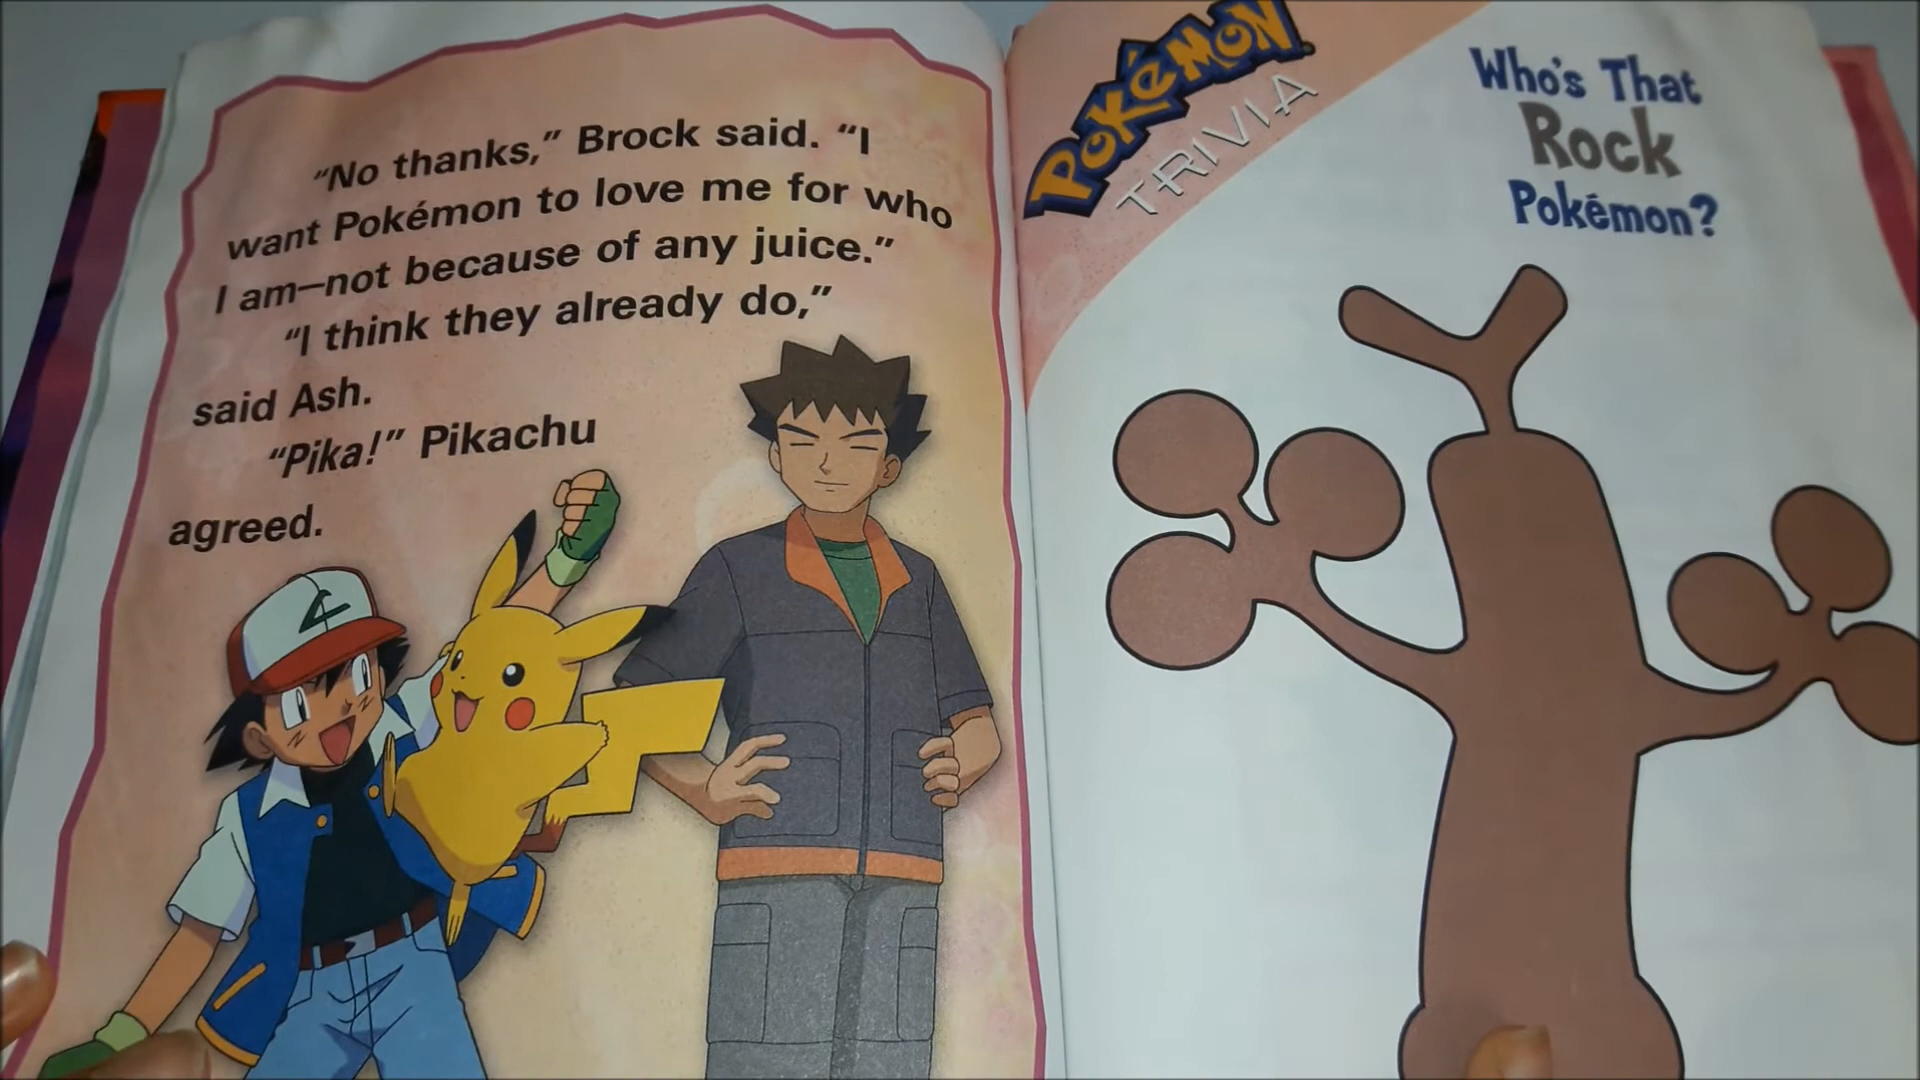 “No thanks,” Brock said. “I
want Pokémon to love me for who
I am—not because of any juice.”
“I think they already do,”
said Ash.
“Pika!” Pikachu
agreed.
POKéMON
TRIVIA
Who's That
Rock
Pokémon?